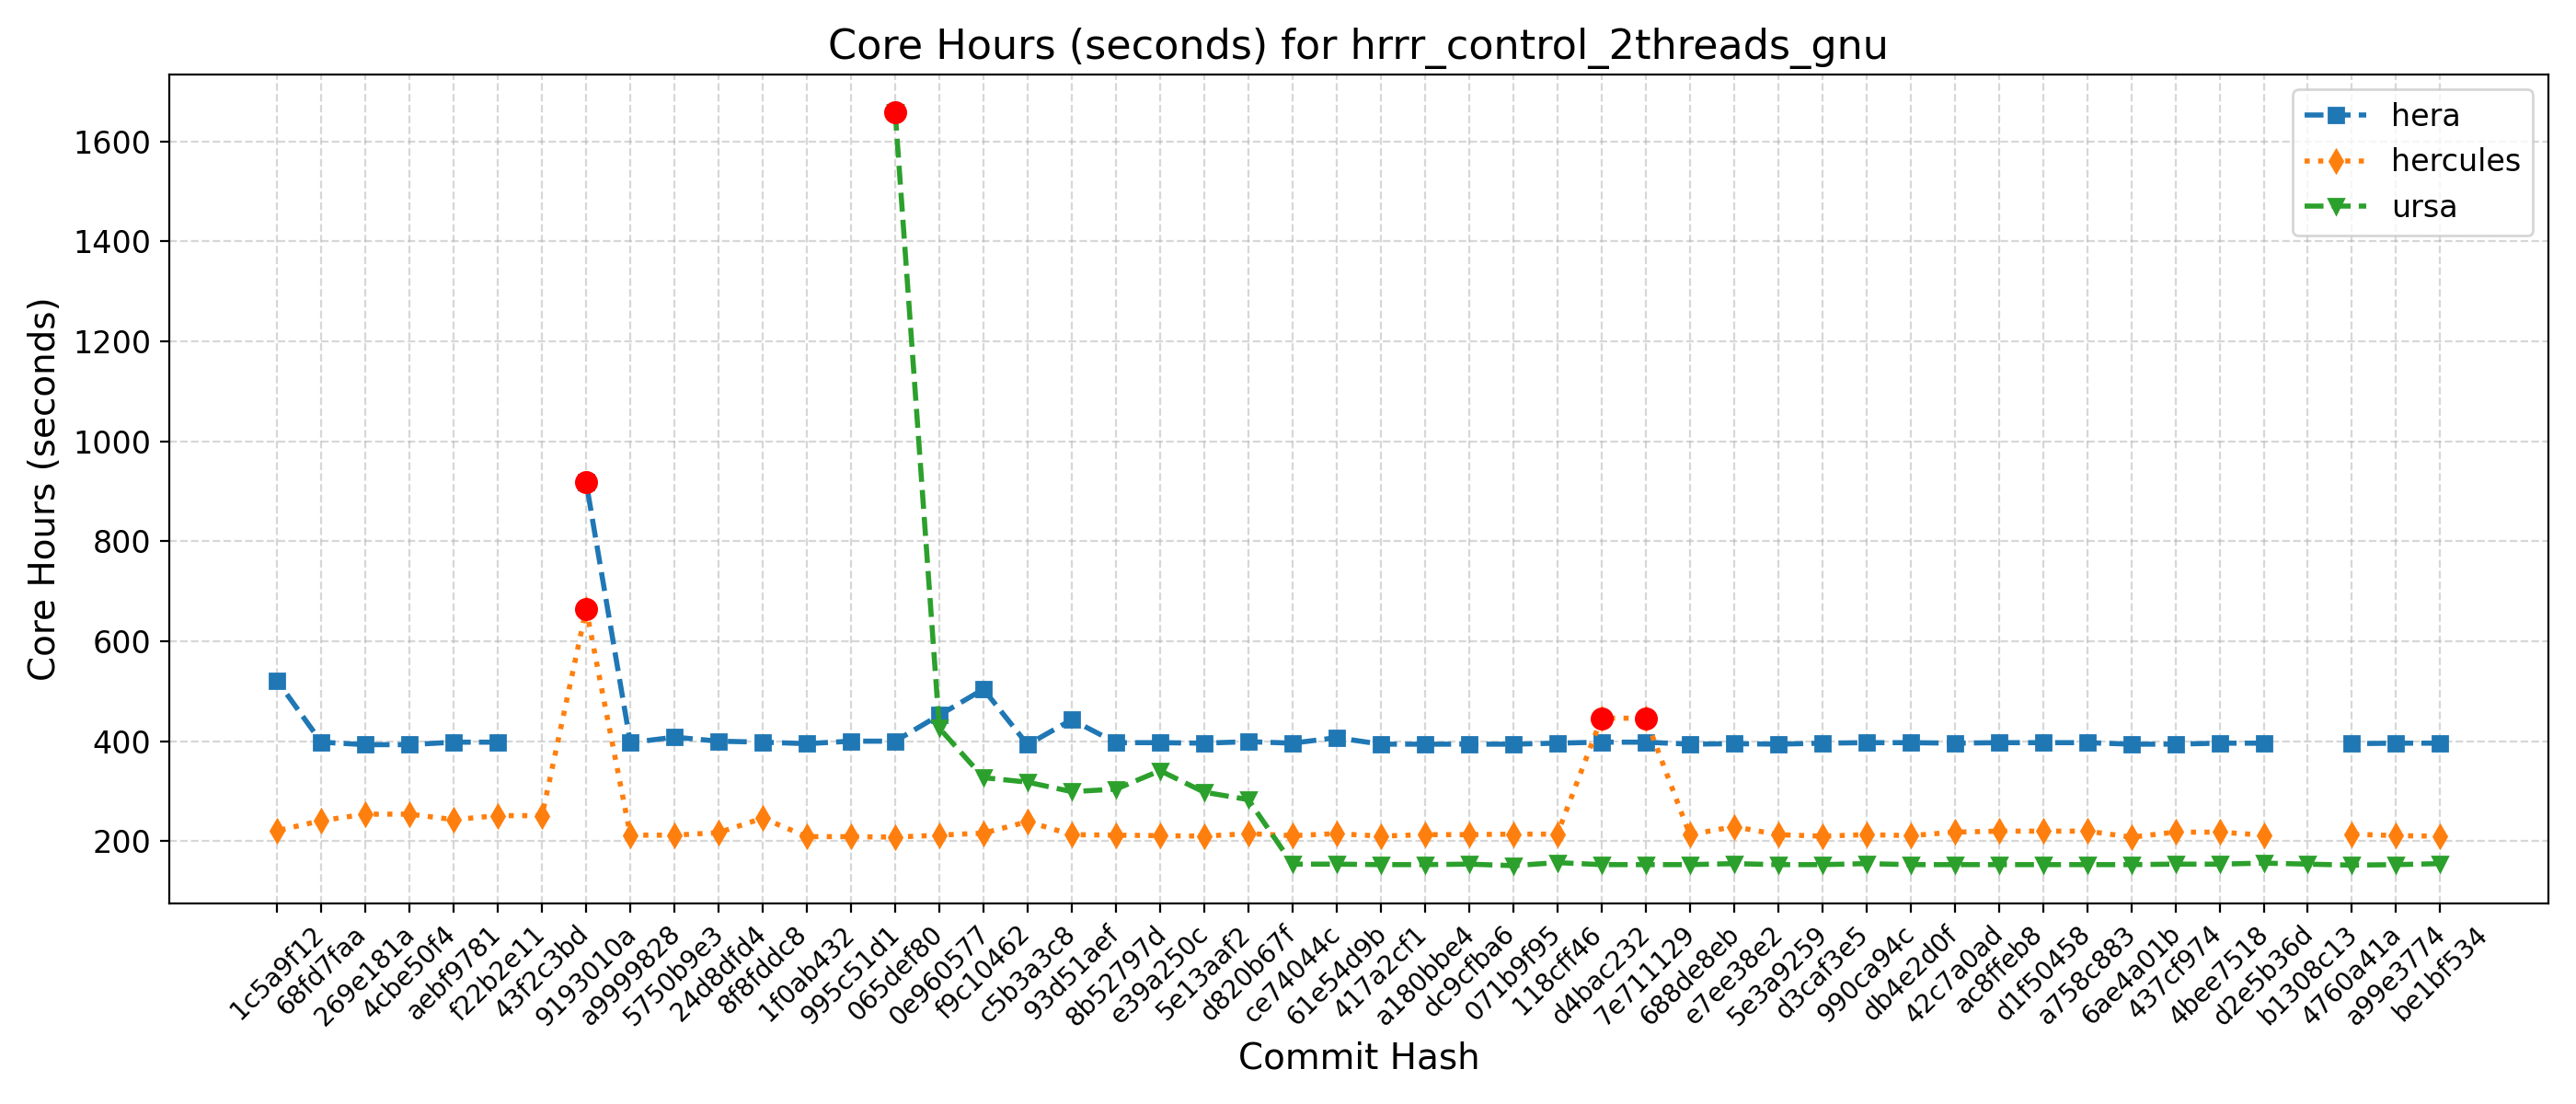 Core Hours (seconds) for hrrr_control_2threads_gnu
Core Hours (seconds)
1600
1400
1200
1000
800
600
400
200
hera
hercules
ursa
1c5a9f12
68fd7faa
269e181a
4cbe50f4
aebf9781
f22b2e11
43f2c3bd
9193010a
a9999828
5750b9e3
24d8dfd4
8f8fddc8
1f0ab432
995c51d1
065def80
0e960577
f9c10462
c5b3a3c8
93d51aef
8b52797d
e39a250c
5e13aaf2
d820b67f
ce74044c
61e54d9b
417a2cf1
a180bbe4
dc9cfba6
071b9f95
118cff46
d4bac232
7e711129
688de8eb
e7ee38e2
5e3a9259
d3caf3e5
990ca94c
db4e2d0f
42c7a0ad
ac8ffeb8
d1f50458
a758c883
6ae4a01b
437cf974
4bee7518
d2e5b36d
b1308c13
4760a41a
a99e3774
be1bf534
Commit Hash